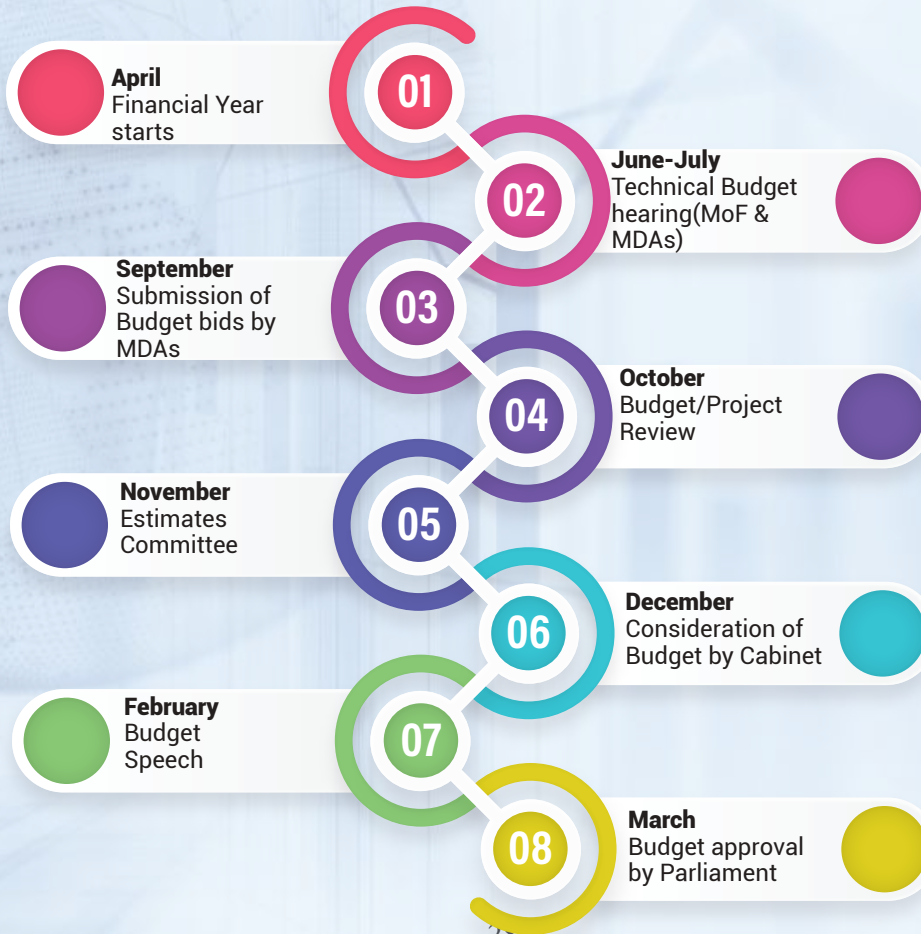 01
April
Financial Year
starts
02
June-July
Technical Budget
hearing(MoF &
MDAs)
03
September
Submission of
Budget bids by
MDAs
04
October
Budget/Project
Review
05
November
Estimates
Committee
06
December
Consideration of
Budget by Cabinet
07
February
Budget
Speech
08
March
Budget approval
by Parliament